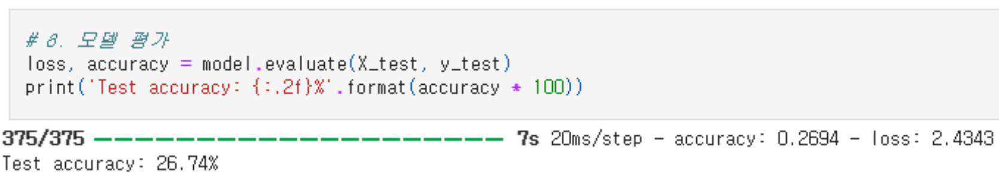 # 8. 모델 평가
loss, accuracy = model.evaluate(X_test, y_test)
print('Test accuracy: {:.2f}%'.format(accuracy * 100))
375/375 ━━━━━━━━━━━━━━━━━━━━ 7s 20ms/step - accuracy: 0.2694 - loss: 2.4343
Test accuracy: 26.74%